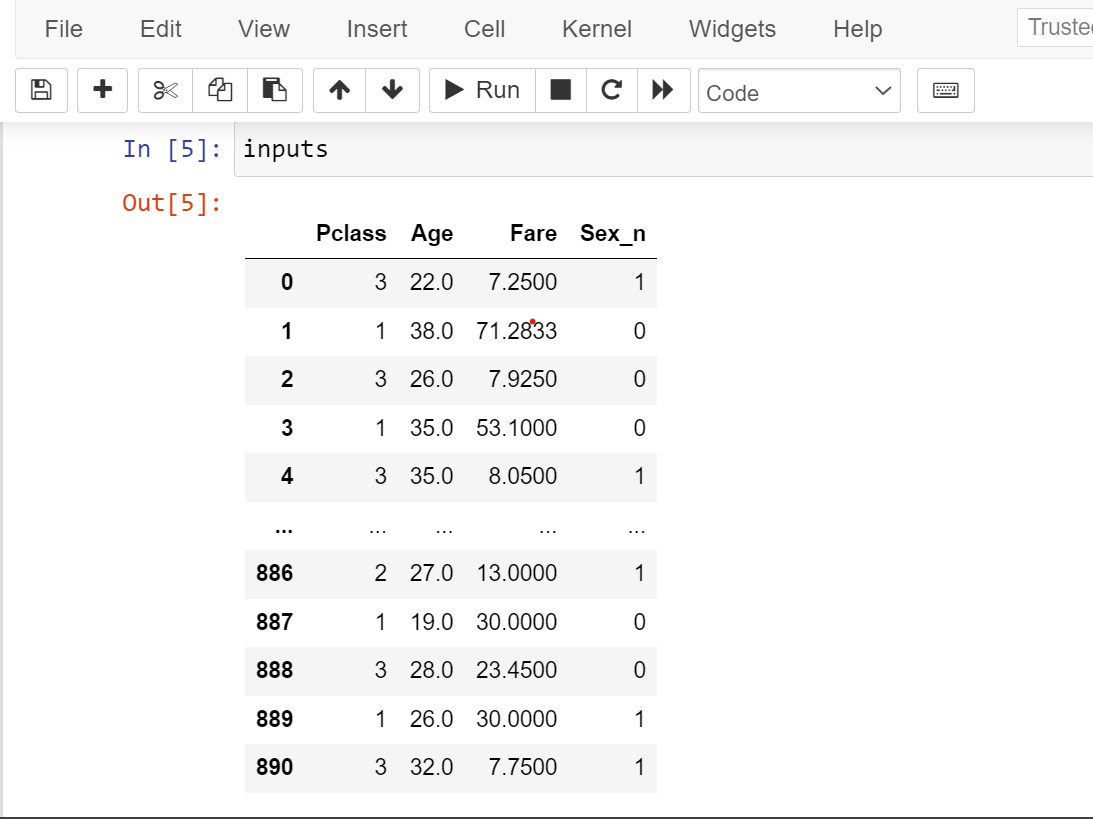 File Edit View Insert Cell Kernel Widgets Help Truste
Run Code
In [5]: inputs
Out[5]:
Pclass Age Fare Sex_n
0 3 22.0 7.2500 1
1 1 38.0 71.2833 0
2 3 26.0 7.9250 0
3 1 35.0 53.1000 0
4 3 35.0 8.0500 1
... ... ... ... ...
886 2 27.0 13.0000 1
887 1 19.0 30.0000 0
888 3 28.0 23.4500 0
889 1 26.0 30.0000 1
890 3 32.0 7.7500 1